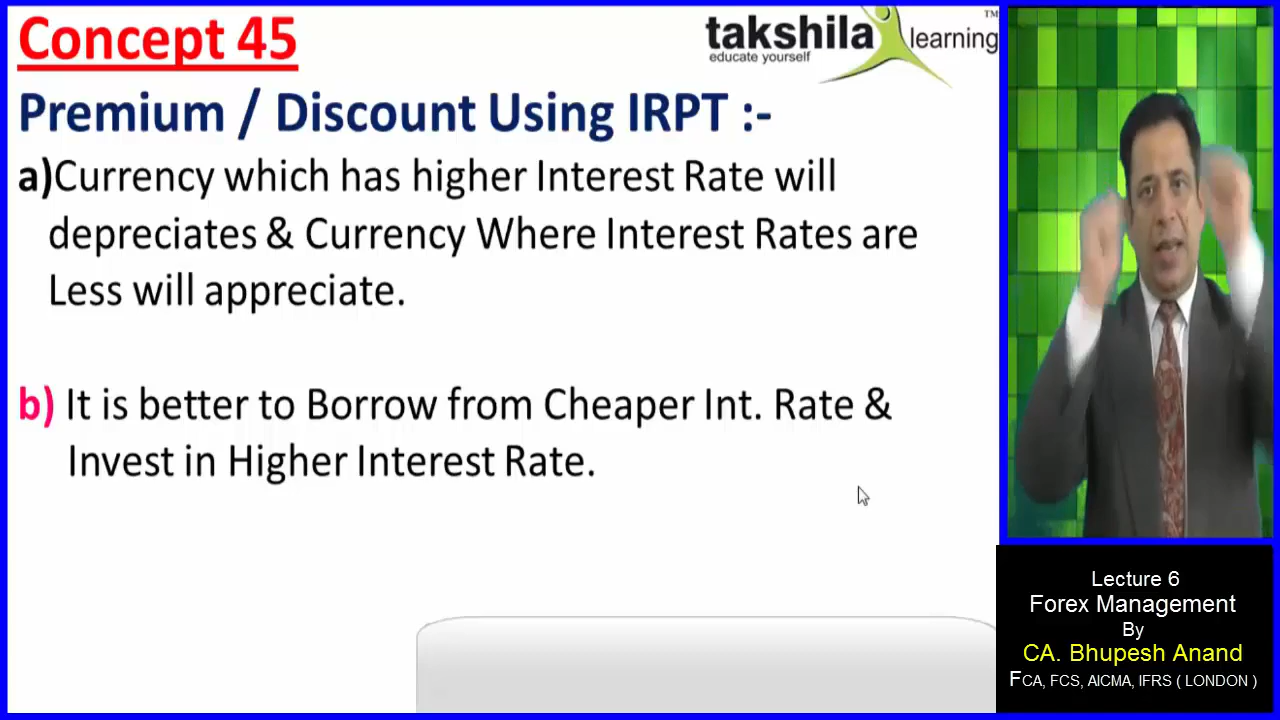 Concept 45
takshila learning TM
educate yourself
Premium / Discount Using IRPT :-
a)Currency which has higher Interest Rate will
depreciates & Currency Where Interest Rates are
Less will appreciate.
b) It is better to Borrow from Cheaper Int. Rate &
Invest in Higher Interest Rate.
Lecture 6
Forex Management
By
CA. Bhupesh Anand
FCA, FCS, AICMA, IFRS ( LONDON )